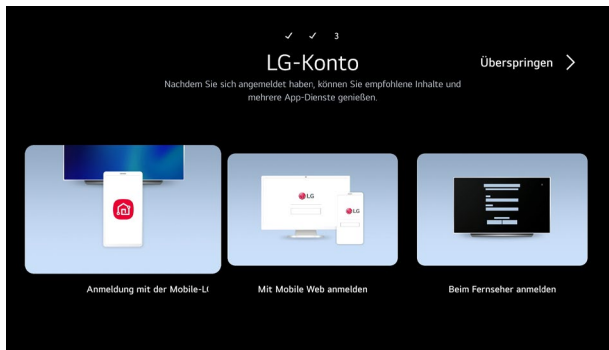 3
LG-Konto
Überspringen
Nachdem Sie sich angemeldet haben, können Sie empfohlene Inhalte und
mehrere App-Dienste genießen.
LG
LG
Anmeldung mit der Mobile-L
Mit Mobile Web anmelden
Beim Fernseher anmelden